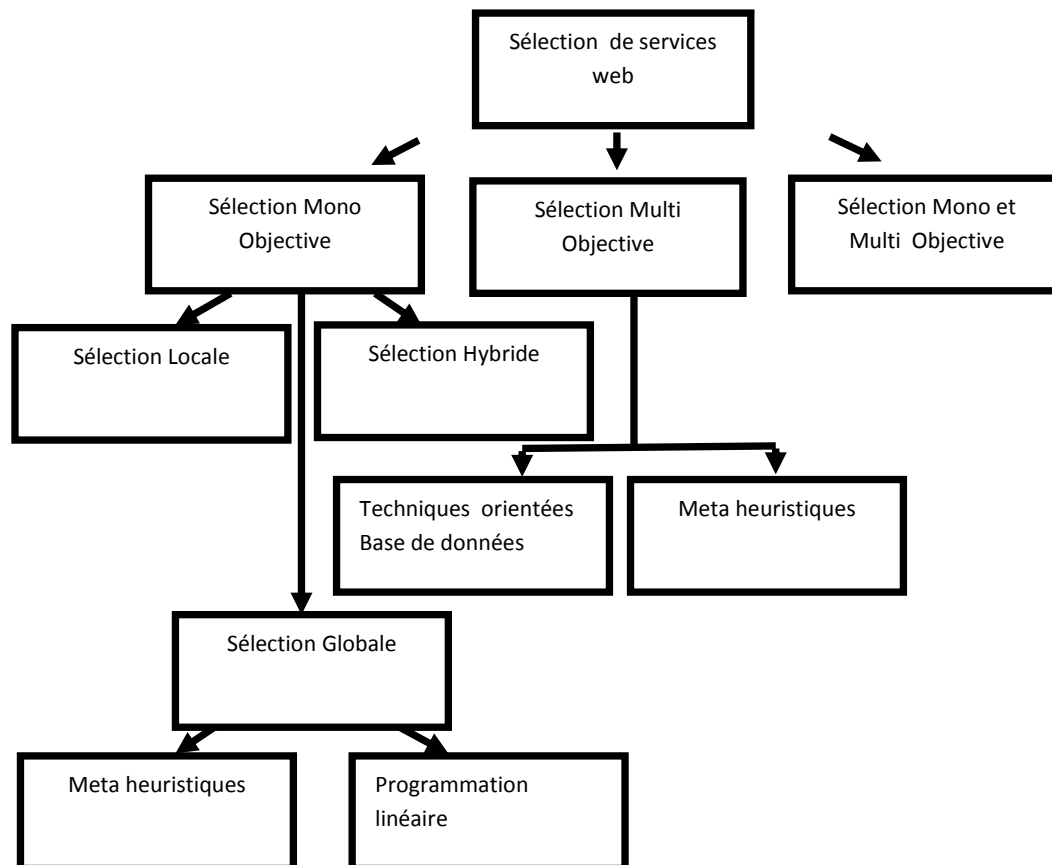 Sélection de services
web
Sélection Mono
Objective
Sélection Multi
Objective
Sélection Mono et
Multi Objective
Sélection Locale
Sélection Hybride
Techniques orientées
Base de données
Meta heuristiques
Sélection Globale
Meta heuristiques
Programmation
linéaire